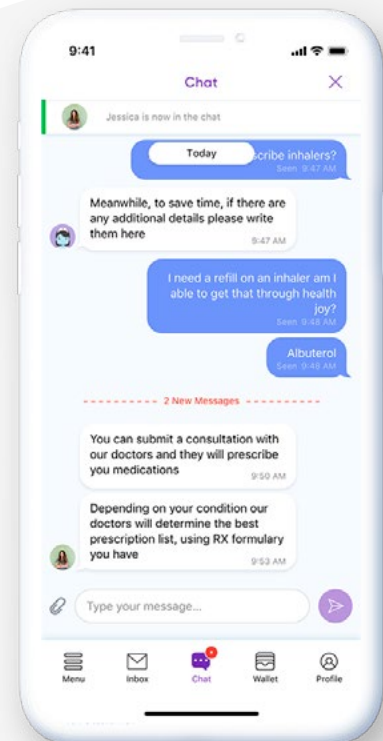 9:41
Chat
Jessica is now in the chat
Today
scribe inhalers?
Seen 9:47 AM
Meanwhile, to save time, if there are
any additional details please write
them here
9:47 AM
I need a refill on an inhaler am I
able to get that through health
joy?
Seen 9:48 AM
Albuterol
Seen 9:49 AM
2 New Messages
You can submit a consultation with
our doctors and they will prescribe
you medications
9:50 AM
Depending on your condition our
doctors will determine the best
prescription list, using RX formulary
you have
9:53 AM
Type your message...
Menu
Inbox
Chat
Wallet
Profile